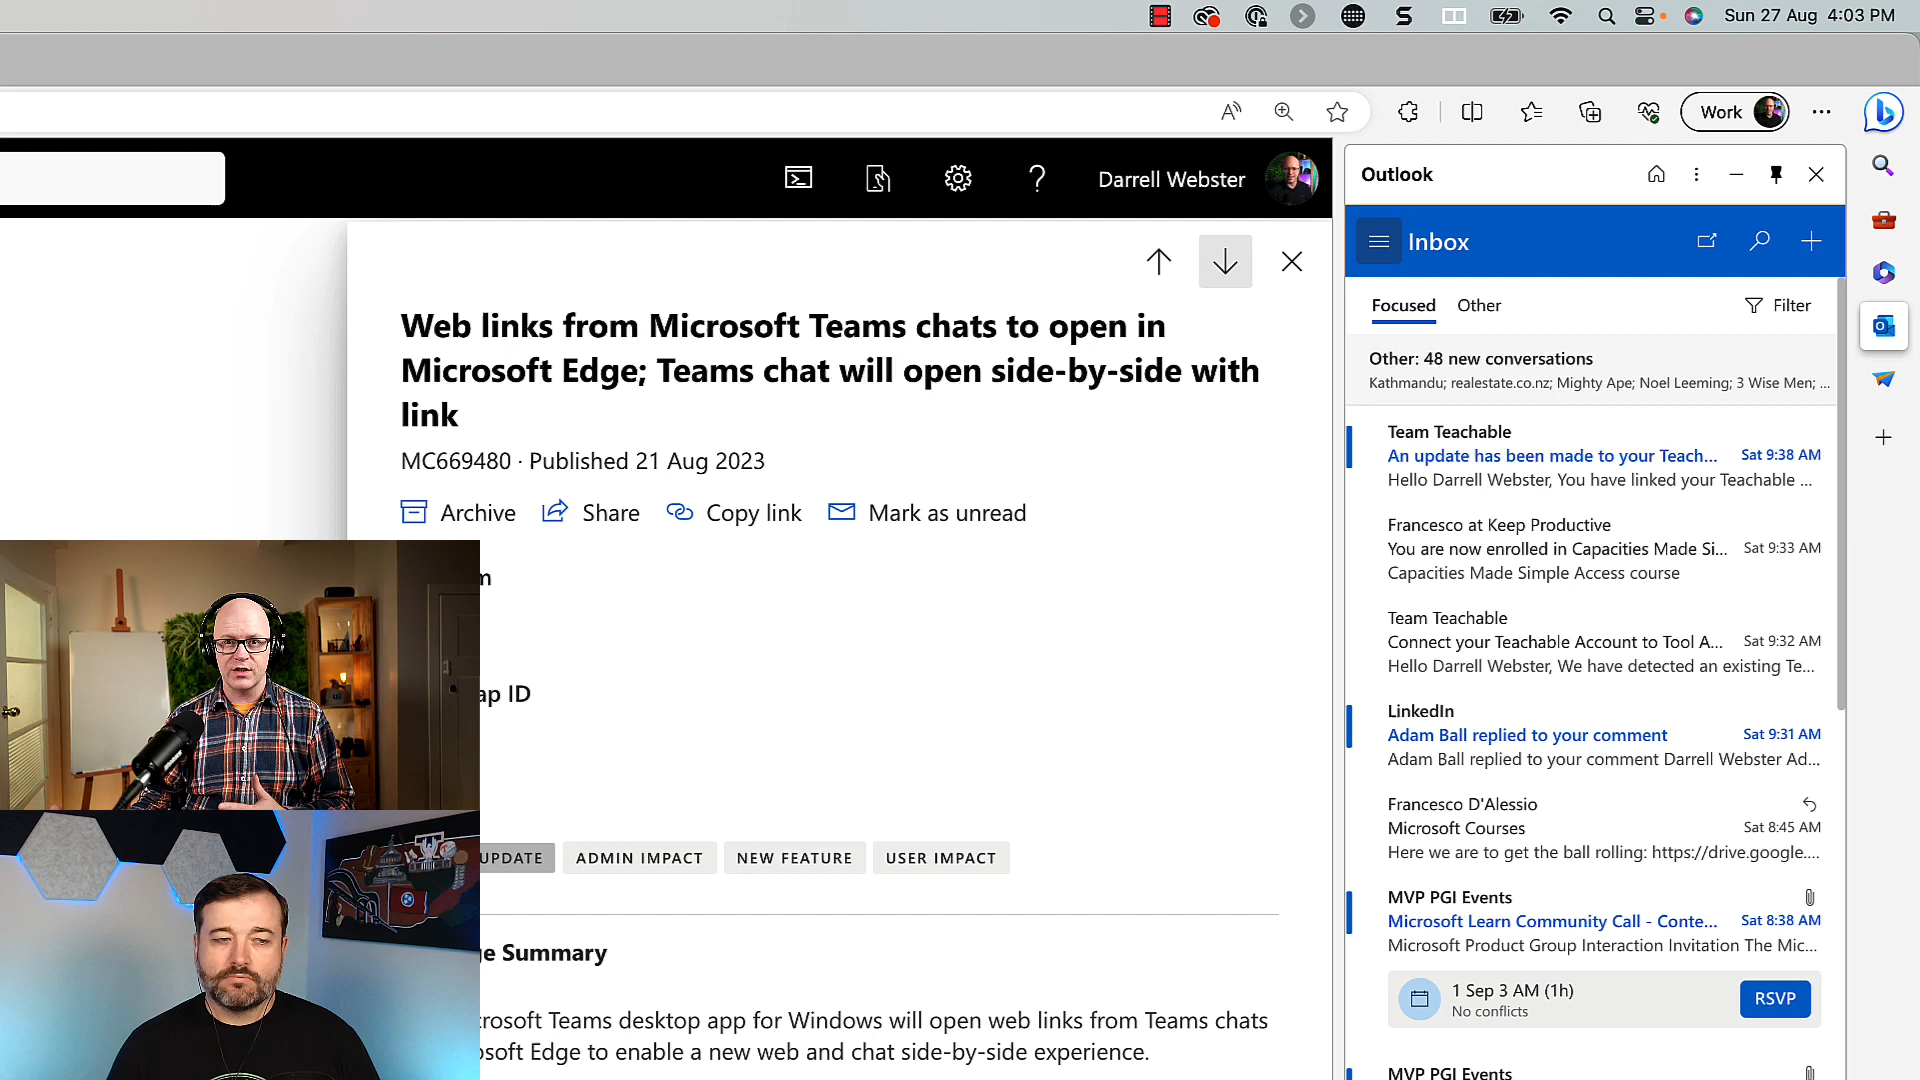 Sun 27 Aug 4:03 PM
Work
Darrell Webster
Web links from Microsoft Teams chats to open in
Microsoft Edge; Teams chat will open side-by-side with
link
MC669480 · Published 21 Aug 2023
Archive Share Copy link Mark as unread
ap ID
UPDATE ADMIN IMPACT NEW FEATURE USER IMPACT
Summary
Teams desktop app for Windows will open web links from Teams chats
Edge to enable a new web and chat side-by-side experience.
Outlook
Inbox
Focused Other Filter
Other: 48 new conversations
Kathmandu; realestate.co.nz; Mighty Ape; Noel Leeming; 3 Wise Men; ...
Team Teachable
An update has been made to your Teach... Sat 9:38 AM
Hello Darrell Webster, You have linked your Teachable ...
Francesco at Keep Productive
You are now enrolled in Capacities Made Si... Sat 9:33 AM
Capacities Made Simple Access course
Team Teachable
Connect your Teachable Account to Tool A... Sat 9:32 AM
Hello Darrell Webster, We have detected an existing Te...
LinkedIn
Adam Ball replied to your comment Sat 9:31 AM
Adam Ball replied to your comment Darrell Webster Ad...
Francesco D'Alessio
Microsoft Courses Sat 8:45 AM
Here we are to get the ball rolling: https://drive.google....
MVP PGI Events
Microsoft Learn Community Call - Conte... Sat 8:38 AM
Microsoft Product Group Interaction Invitation The Mic...
1 Sep 3 AM (1h)
No conflicts
RSVP
MVP PGI Events